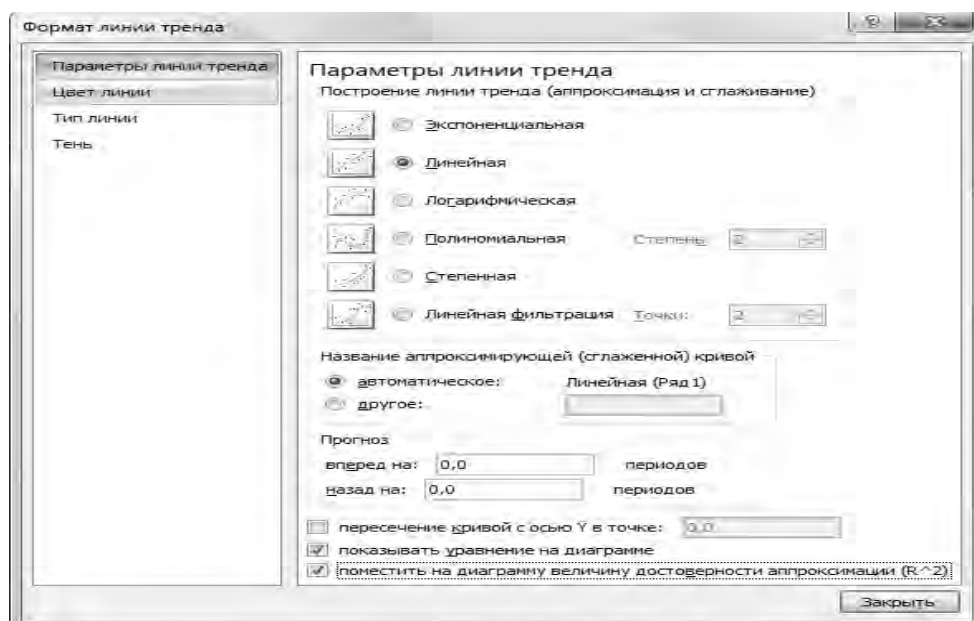 Формат линии тренда
Параметры линии тренда
Цвет линии
Тип линии
Тень
Параметры линии тренда
Построение линии тренда (аппроксимация и сглаживание)
Экспоненциальная
Линейная
Логарифмическая
Полиномиальная Степень: 2
Степенная
Линейная фильтрация Точки: 2
Название аппроксимирующей (сглаженной) кривой
автоматическое: Линейная (Ряд1)
другое:
Прогноз
вперед на: 0,0 периодов
назад на: 0,0 периодов
пересечение кривой с осью Y в точке: 0,0
показывать уравнение на диаграмме
поместить на диаграмму величину достоверности аппроксимации (R^2)
Закрыть